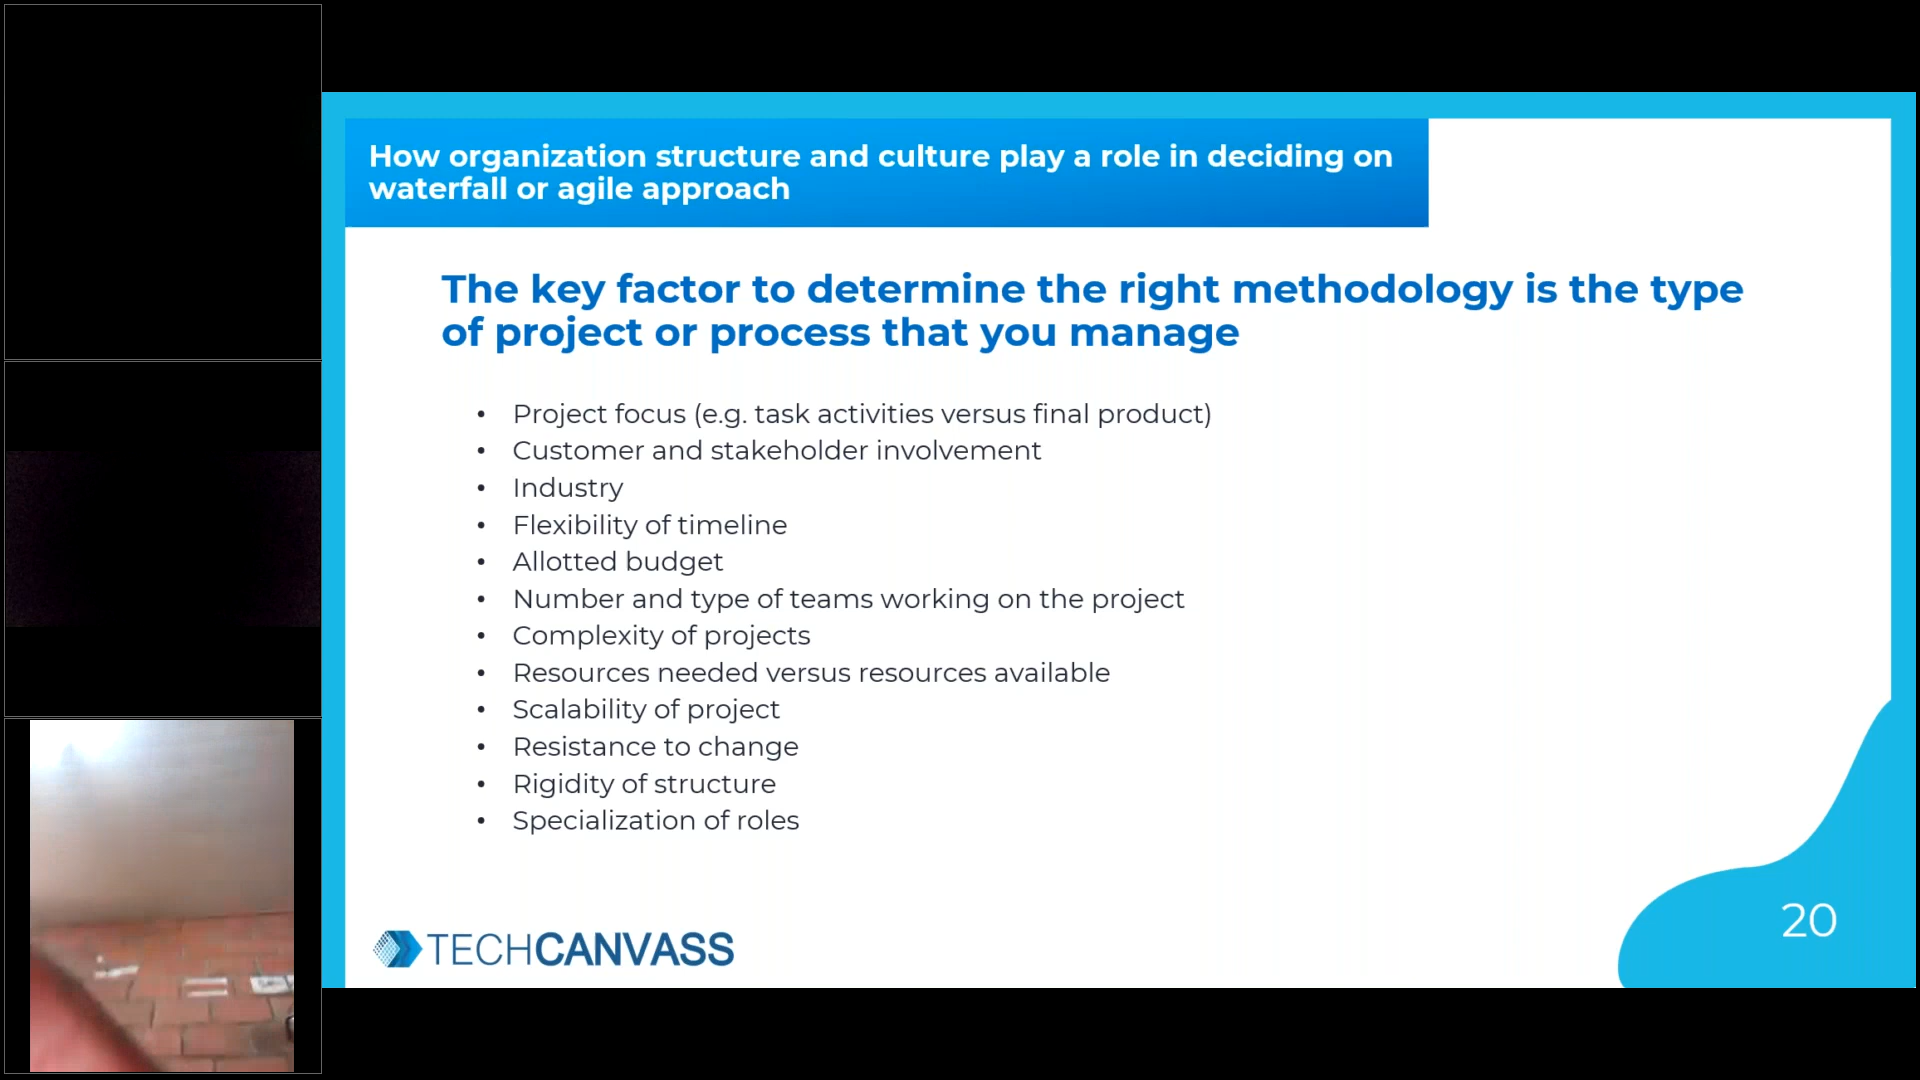 How organization structure and culture play a role in deciding on
waterfall or agile approach
The key factor to determine the right methodology is the type
of project or process that you manage
• Project focus (e.g. task activities versus final product)
• Customer and stakeholder involvement
• Industry
• Flexibility of timeline
• Allotted budget
• Number and type of teams working on the project
• Complexity of projects
• Resources needed versus resources available
• Scalability of project
• Resistance to change
• Rigidity of structure
• Specialization of roles
TECHCANVASS
20